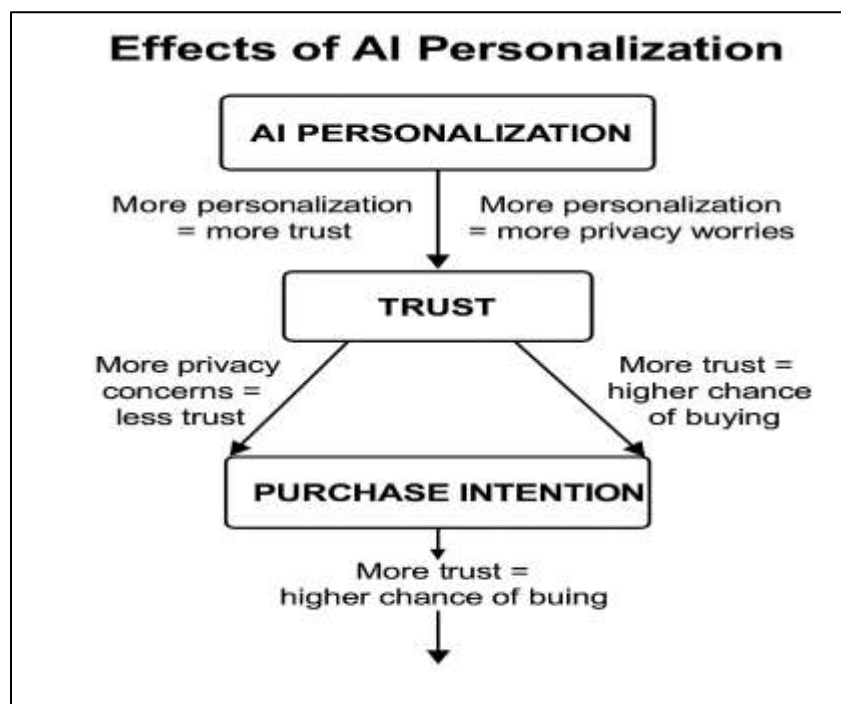 Effects of AI Personalization
AI PERSONALIZATION
More personalization
= more trust
More personalization
= more privacy worries
TRUST
More privacy
concerns =
less trust
More trust =
higher chance
of buying
PURCHASE INTENTION
More trust =
higher chance of buing